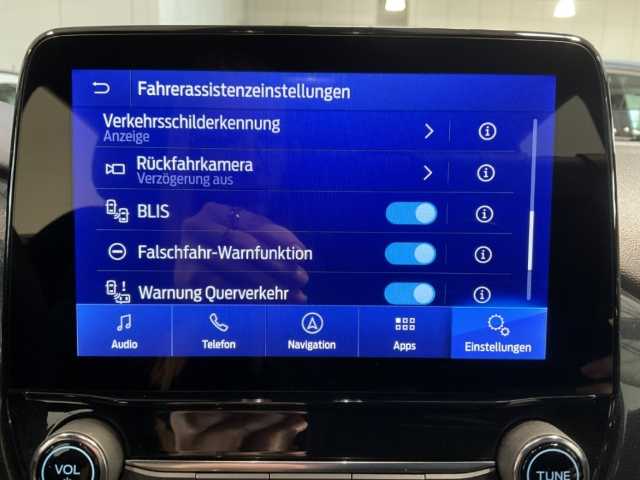 Fahrerassistenzeinstellungen
Verkehrsschilderkennung
Anzeige
Rückfahrkamera
Verzögerung aus
BLIS
Falschfahr-Warnfunktion
Warnung Querverkehr
Audio
Telefon
Navigation
Apps
Einstellungen
VOL
TUNE